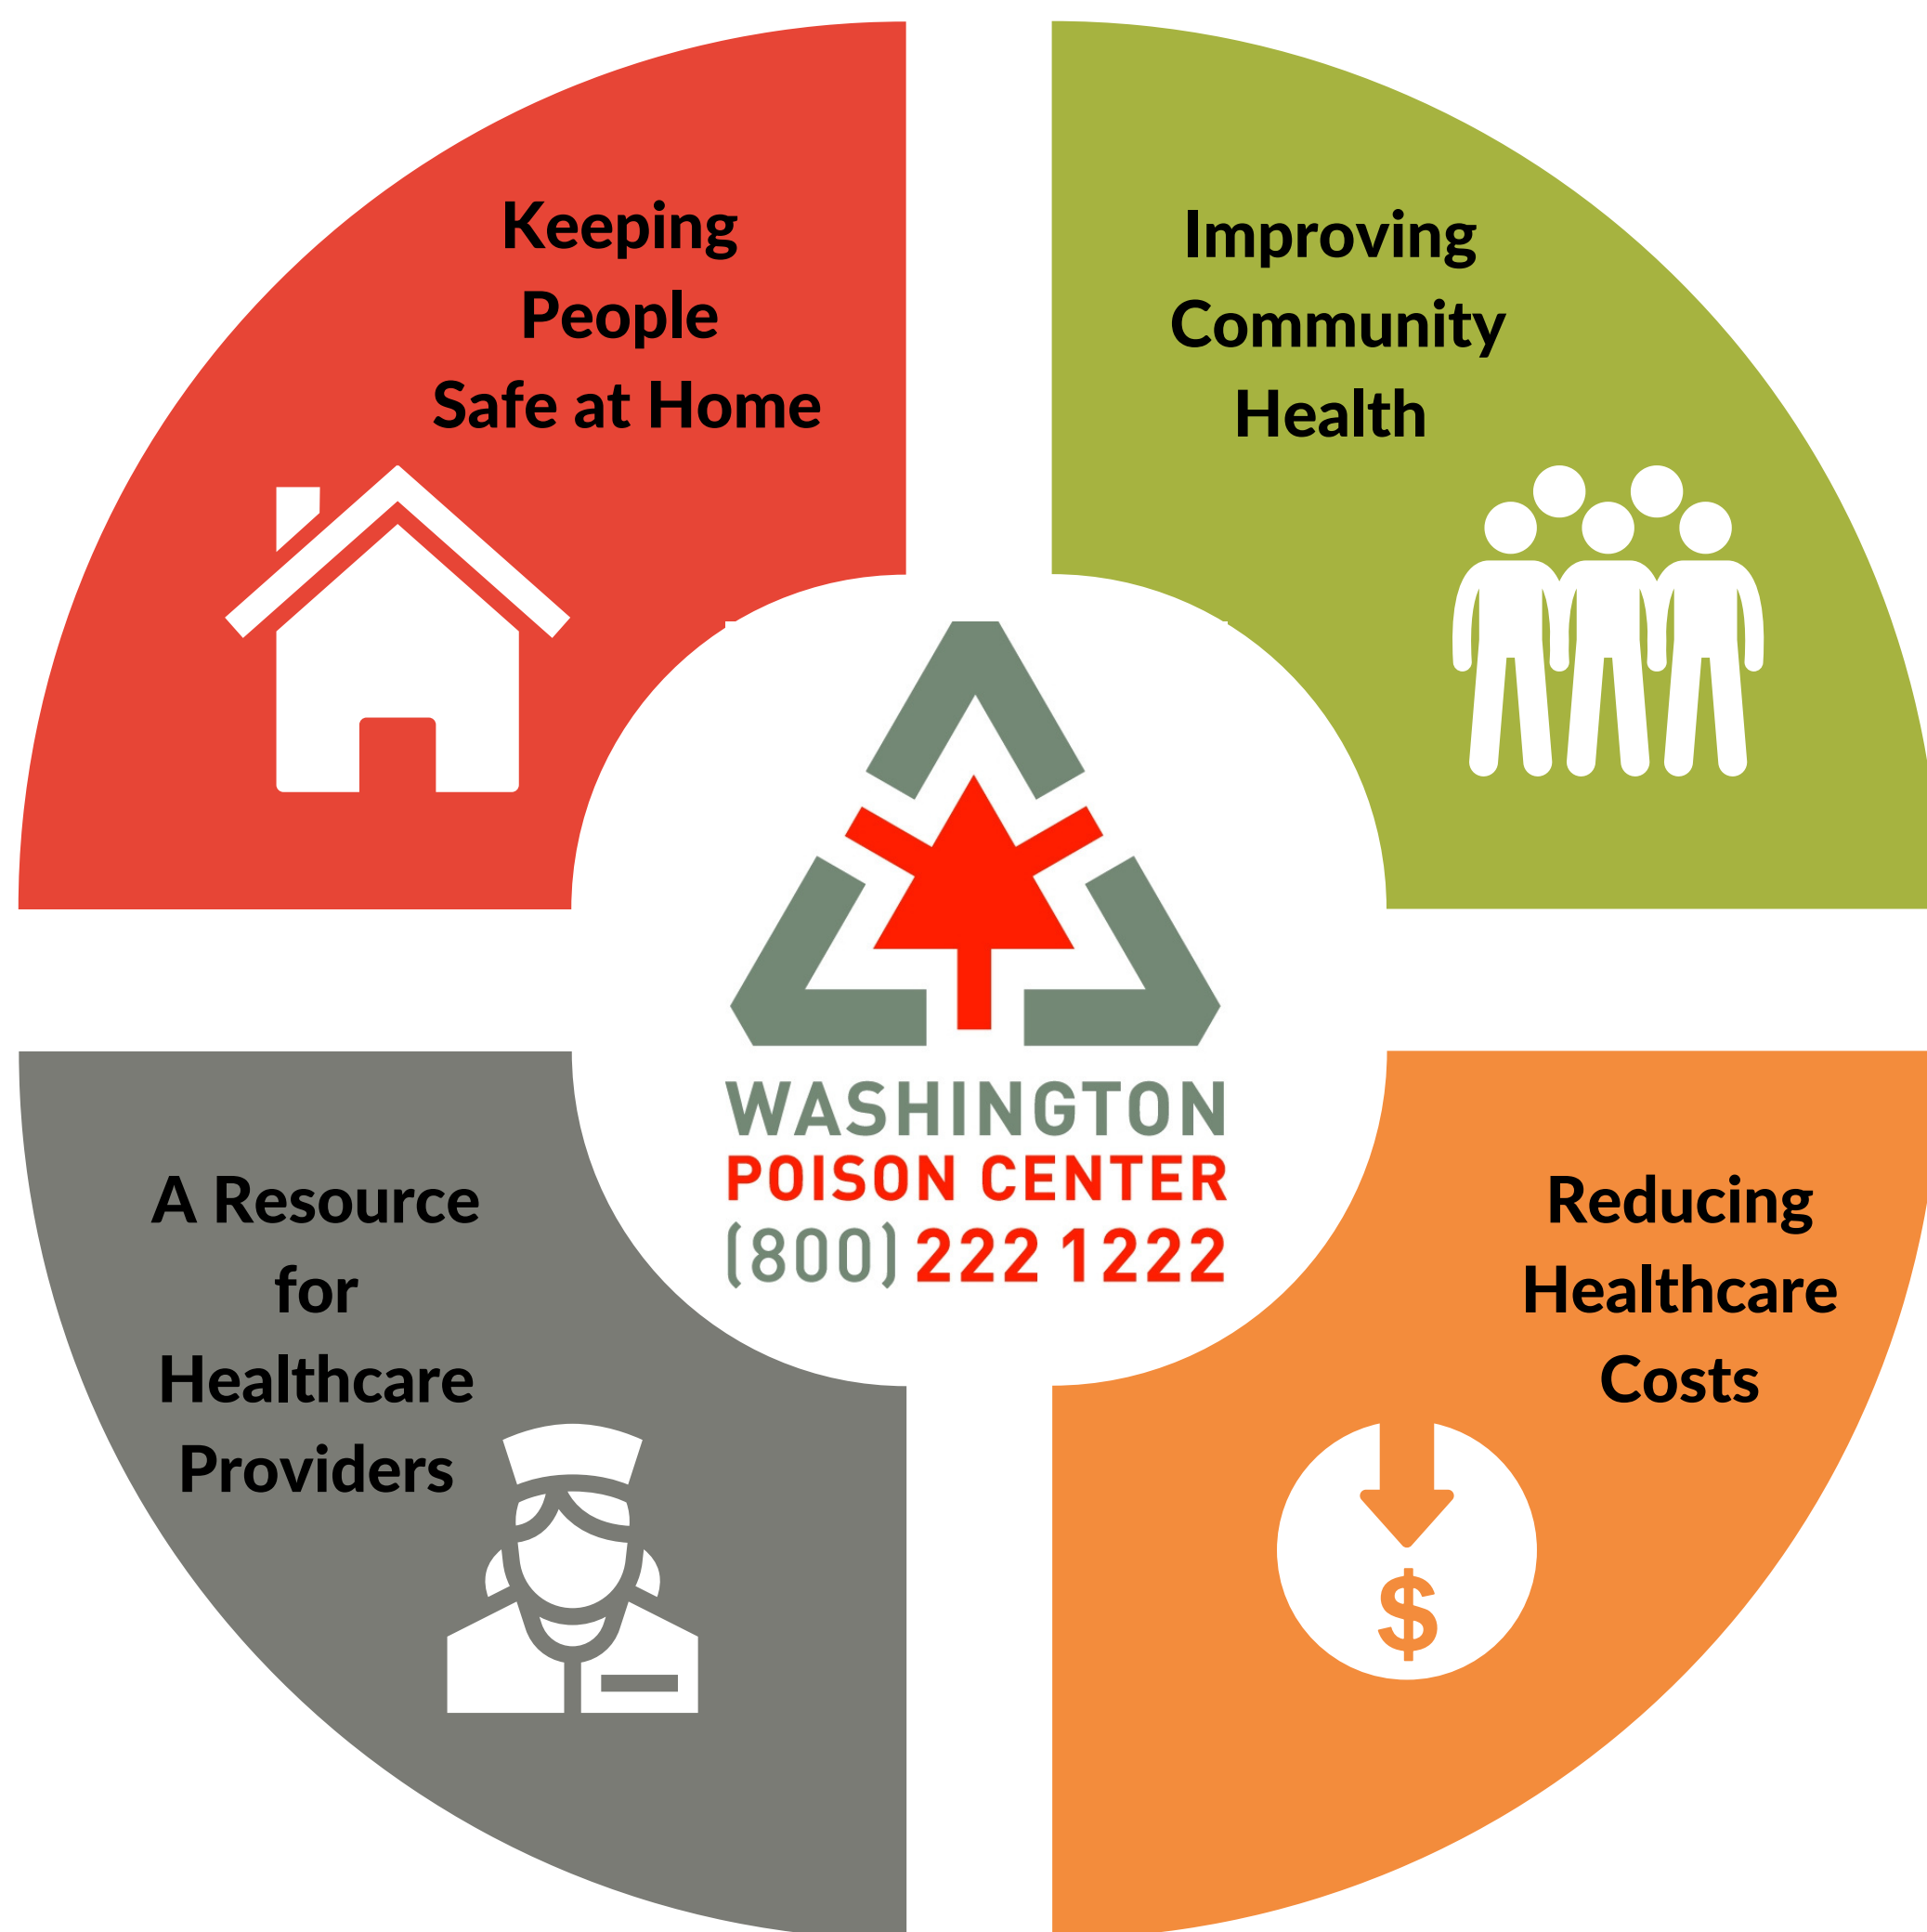 Keeping
People
Safe at Home
Improving
Community
Health
WASHINGTON
POISON CENTER
(800) 222 1222
A Resource
for
Healthcare
Providers
Reducing
Healthcare
Costs
$